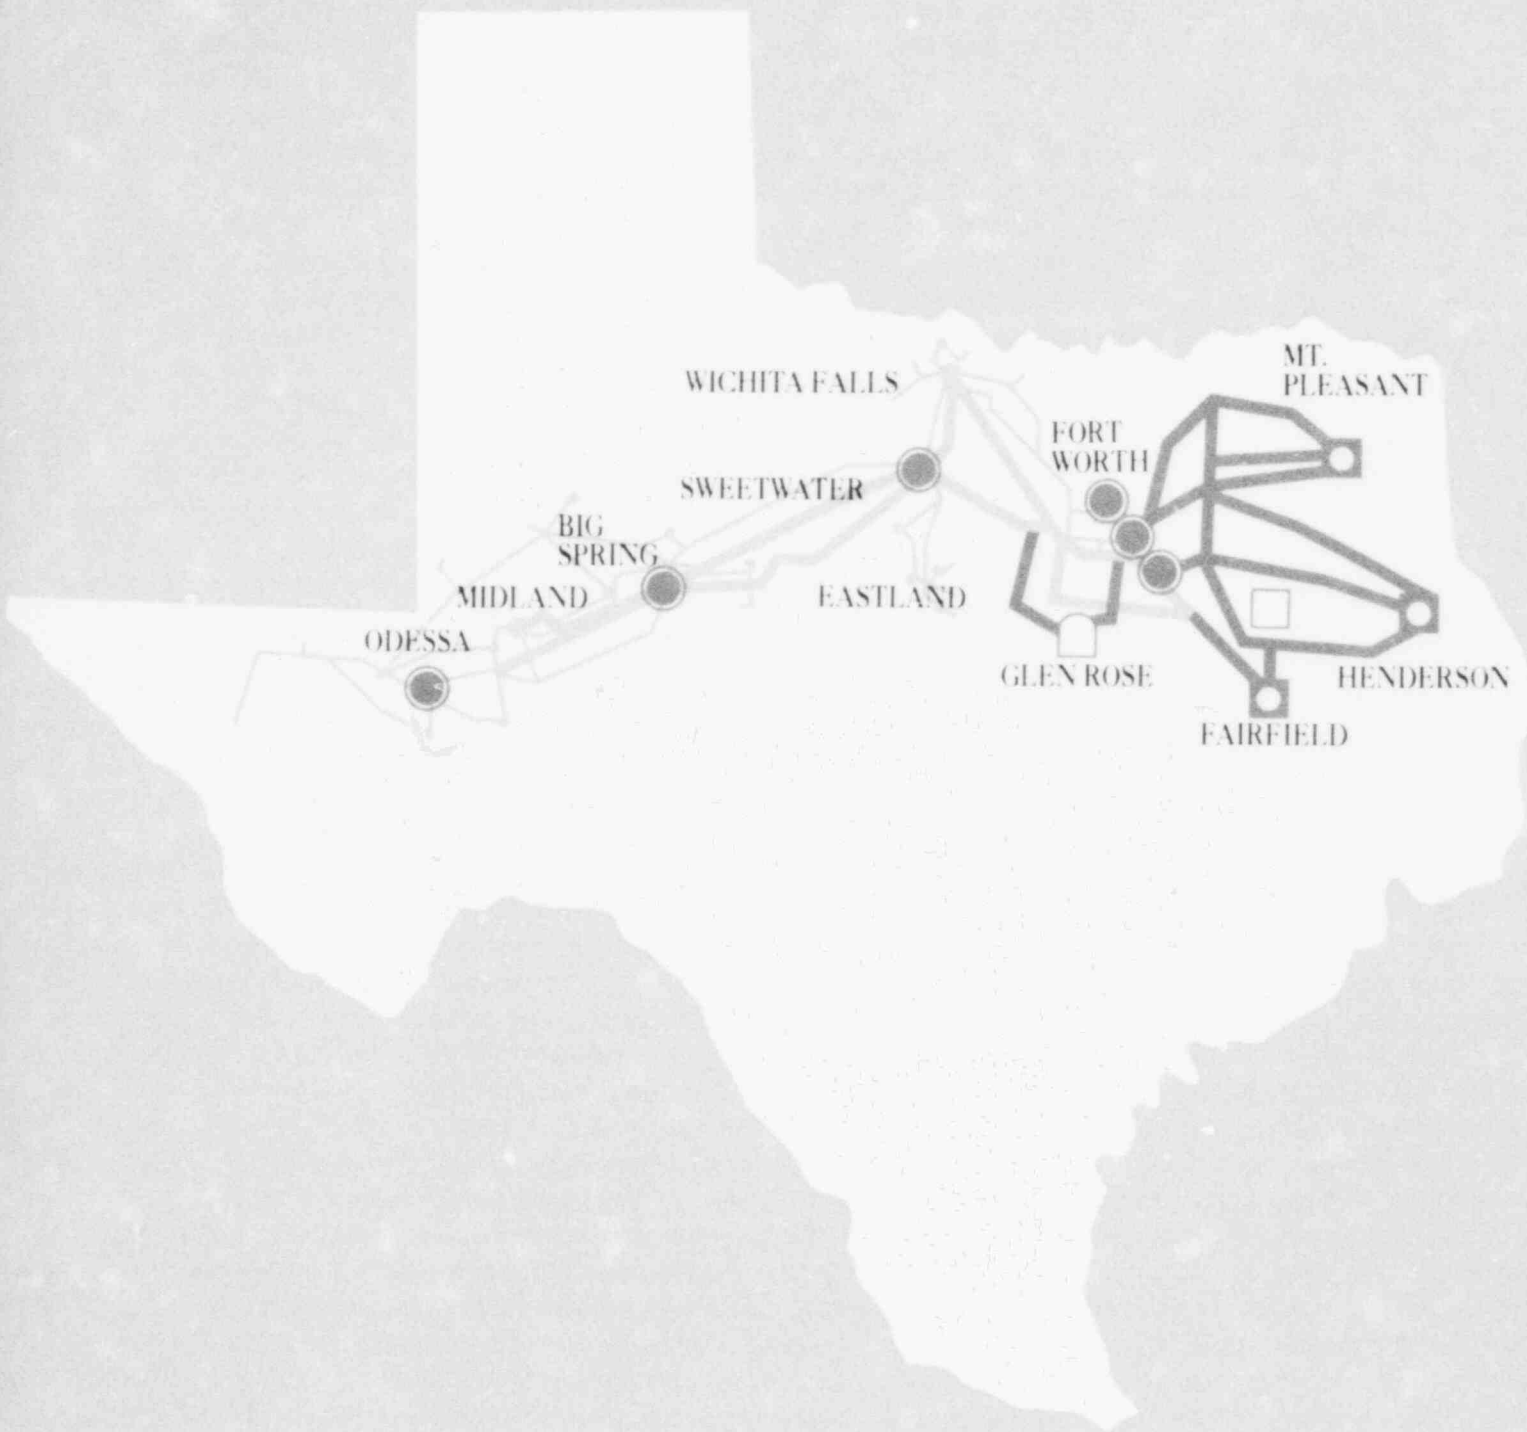 WICHITA FALLS
MT.
PLEASANT
FORT
WORTH
SWEETWATER
BIG
SPRING
MIDLAND
EASTLAND
ODESSA
GLEN ROSE
HENDERSON
FAIRFIELD